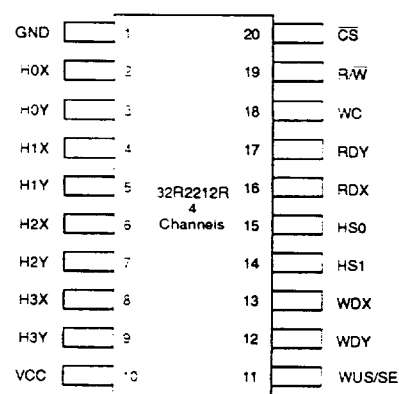 GND 1 20 C̅S̅
H0X 2 19 R/W̅
H0Y 3 18 WC
H1X 4 17 RDY
H1Y 5 16 RDX
32R2212R
4
Channels
H2X 6 15 HS0
H2Y 7 14 HS1
H3X 8 13 WDX
H3Y 9 12 WDY
VCC 10 11 WUS/SE